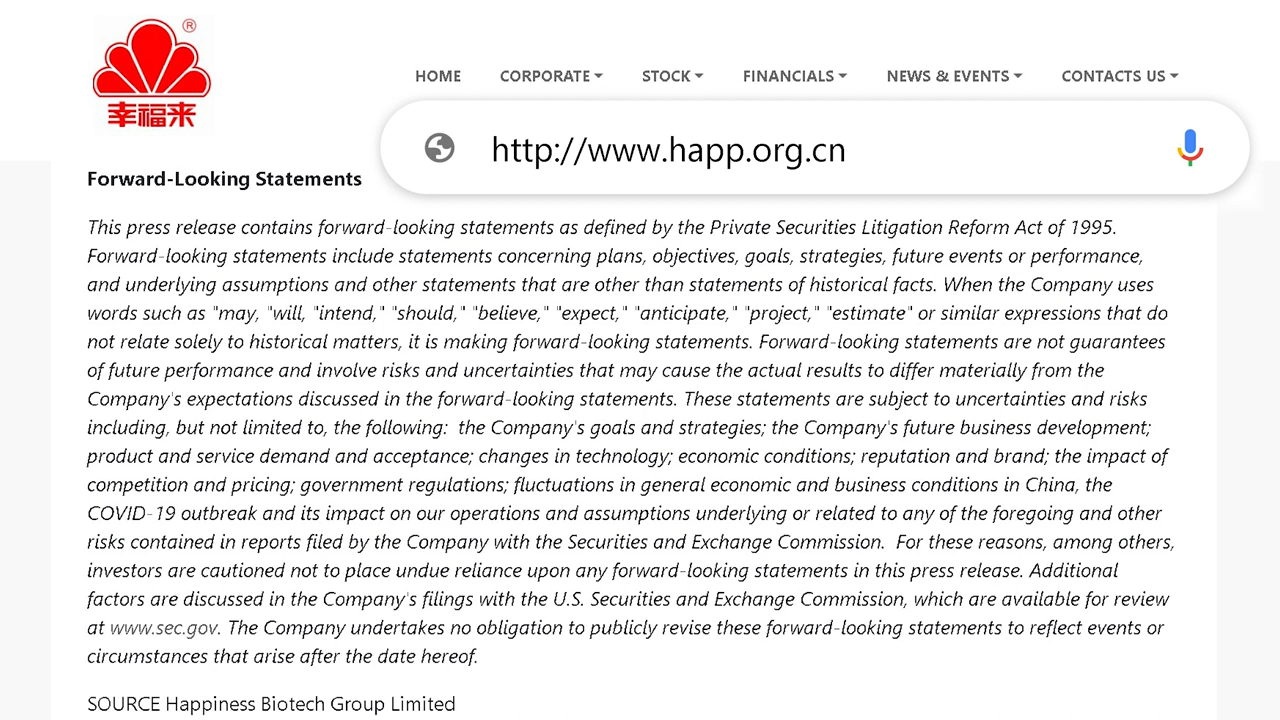 ®
幸福来
HOME CORPORATE STOCK FINANCIALS NEWS & EVENTS CONTACTS US
http://www.happ.org.cn
Forward-Looking Statements
This press release contains forward-looking statements as defined by the Private Securities Litigation Reform Act of 1995.
Forward-looking statements include statements concerning plans, objectives, goals, strategies, future events or performance,
and underlying assumptions and other statements that are other than statements of historical facts. When the Company uses
words such as "may, "will, "intend," "should," "believe," "expect," "anticipate," "project," "estimate" or similar expressions that do
not relate solely to historical matters, it is making forward-looking statements. Forward-looking statements are not guarantees
of future performance and involve risks and uncertainties that may cause the actual results to differ materially from the
Company's expectations discussed in the forward-looking statements. These statements are subject to uncertainties and risks
including, but not limited to, the following:  the Company's goals and strategies; the Company's future business development;
product and service demand and acceptance; changes in technology; economic conditions; reputation and brand; the impact of
competition and pricing; government regulations; fluctuations in general economic and business conditions in China, the
COVID-19 outbreak and its impact on our operations and assumptions underlying or related to any of the foregoing and other
risks contained in reports filed by the Company with the Securities and Exchange Commission.  For these reasons, among others,
investors are cautioned not to place undue reliance upon any forward-looking statements in this press release. Additional
factors are discussed in the Company's filings with the U.S. Securities and Exchange Commission, which are available for review
at www.sec.gov. The Company undertakes no obligation to publicly revise these forward-looking statements to reflect events or
circumstances that arise after the date hereof.
SOURCE Happiness Biotech Group Limited